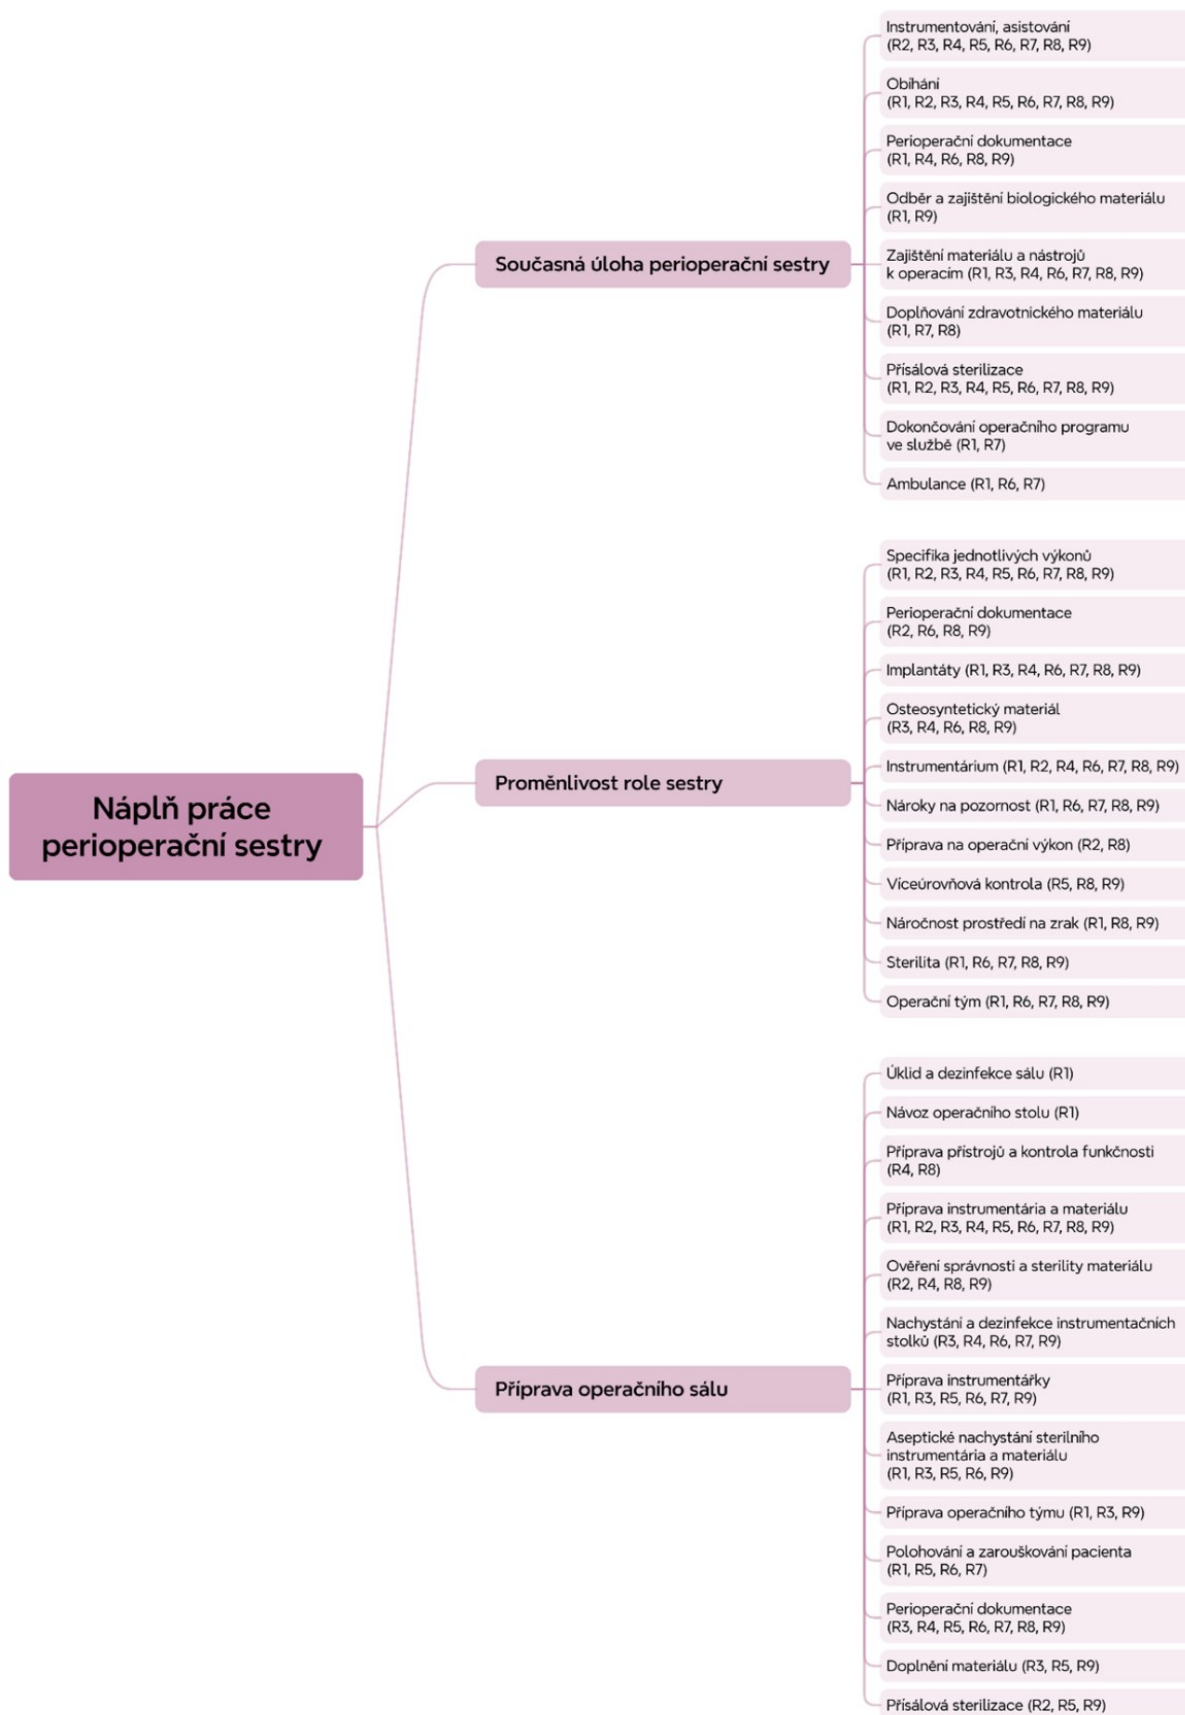 Náplň práce
perioperační sestry
Současná úloha perioperační sestry
Instrumentování, asistování
(R2, R3, R4, R5, R6, R7, R8, R9)
Obíhání
(R1, R2, R3, R4, R5, R6, R7, R8, R9)
Perioperační dokumentace
(R1, R4, R6, R8, R9)
Odběr a zajištění biologického materiálu
(R1, R9)
Zajištění materiálu a nástrojů
k operacím (R1, R3, R4, R6, R7, R8, R9)
Doplňování zdravotnického materiálu
(R1, R7, R8)
Přísálová sterilizace
(R1, R2, R3, R4, R5, R6, R7, R8, R9)
Dokončování operačního programu
ve službě (R1, R7)
Ambulance (R1, R6, R7)
Proměnlivost role sestry
Specifika jednotlivých výkonů
(R1, R2, R3, R4, R5, R6, R7, R8, R9)
Perioperační dokumentace
(R2, R6, R8, R9)
Implantáty (R1, R3, R4, R6, R7, R8, R9)
Osteosyntetický materiál
(R3, R4, R6, R8, R9)
Instrumentárium (R1, R2, R4, R6, R7, R8, R9)
Nároky na pozornost (R1, R6, R7, R8, R9)
Příprava na operační výkon (R2, R8)
Víceúrovňová kontrola (R5, R8, R9)
Náročnost prostředí na zrak (R1, R8, R9)
Sterilita (R1, R6, R7, R8, R9)
Operační tým (R1, R6, R7, R8, R9)
Příprava operačního sálu
Úklid a dezinfekce sálu (R1)
Návoz operačního stolu (R1)
Příprava přístrojů a kontrola funkčnosti
(R4, R8)
Příprava instrumentária a materiálu
(R1, R2, R3, R4, R5, R6, R7, R8, R9)
Ověření správnosti a sterility materiálu
(R2, R4, R8, R9)
Nachystání a dezinfekce instrumentačních
stolků (R3, R4, R6, R7, R9)
Příprava instrumentářky
(R1, R3, R5, R6, R7, R9)
Aseptické nachystání sterilního
instrumentária a materiálu
(R1, R3, R5, R6, R9)
Příprava operačního týmu (R1, R3, R9)
Polohování a zarouškování pacienta
(R1, R5, R6, R7)
Perioperační dokumentace
(R3, R4, R5, R6, R7, R8, R9)
Doplnění materiálu (R3, R5, R9)
Přísálová sterilizace (R2, R5, R9)